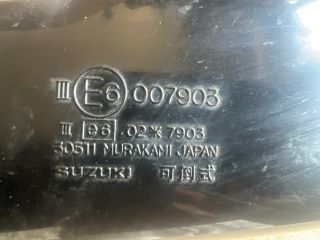 III E6 007903
III e6 02※7903
30511 MURAKAMI JAPAN
SUZUKI 可倒式